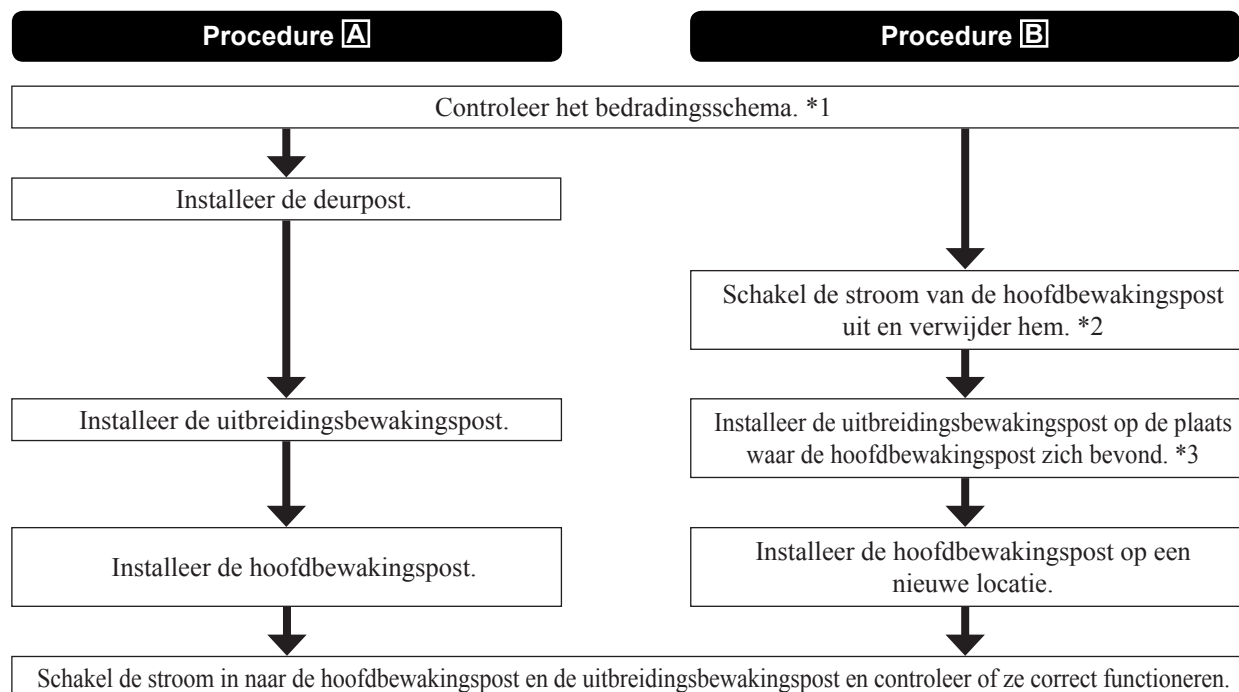 Procedure A
Procedure B
Controleer het bedradingsschema. *1
Installeer de deurpost.
Schakel de stroom van de hoofdbewakingspost
uit en verwijder hem. *2
Installeer de uitbreidingsbewakingspost.
Installeer de uitbreidingsbewakingspost op de plaats
waar de hoofdbewakingspost zich bevond. *3
Installeer de hoofdbewakingspost.
Installeer de hoofdbewakingspost op een
nieuwe locatie.
Schakel de stroom in naar de hoofdbewakingspost en de uitbreidingsbewakingspost en controleer of ze correct functioneren.